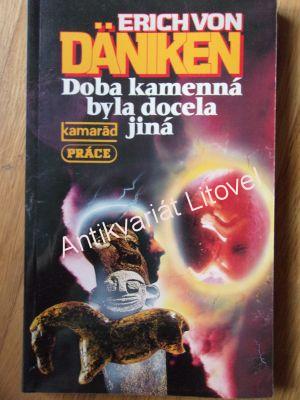 ERICH VON
DÄNIKEN
Doba kamenná
byla docela
jiná
kamarád
PRÁCE
Antikvariát Litovel